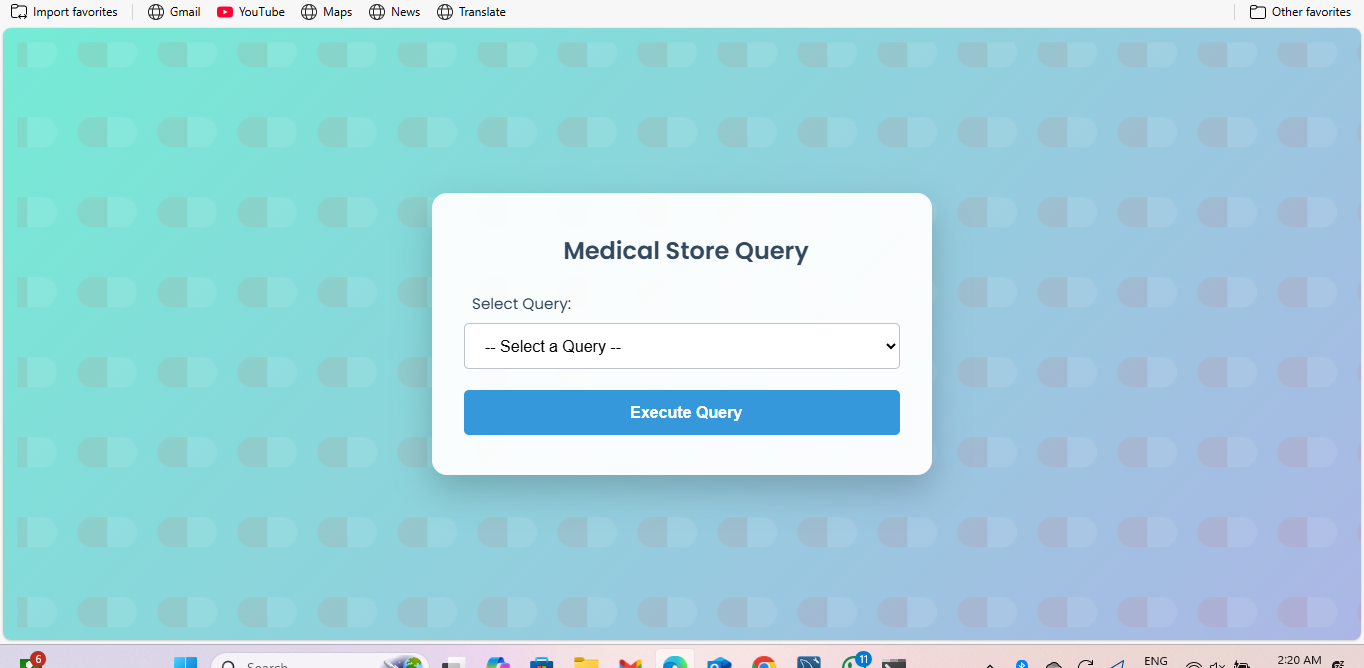 Import favorites Gmail YouTube Maps News Translate Other favorites
Medical Store Query
Select Query:
-- Select a Query --
Execute Query
6 Search 11 ENG 2:20 AM